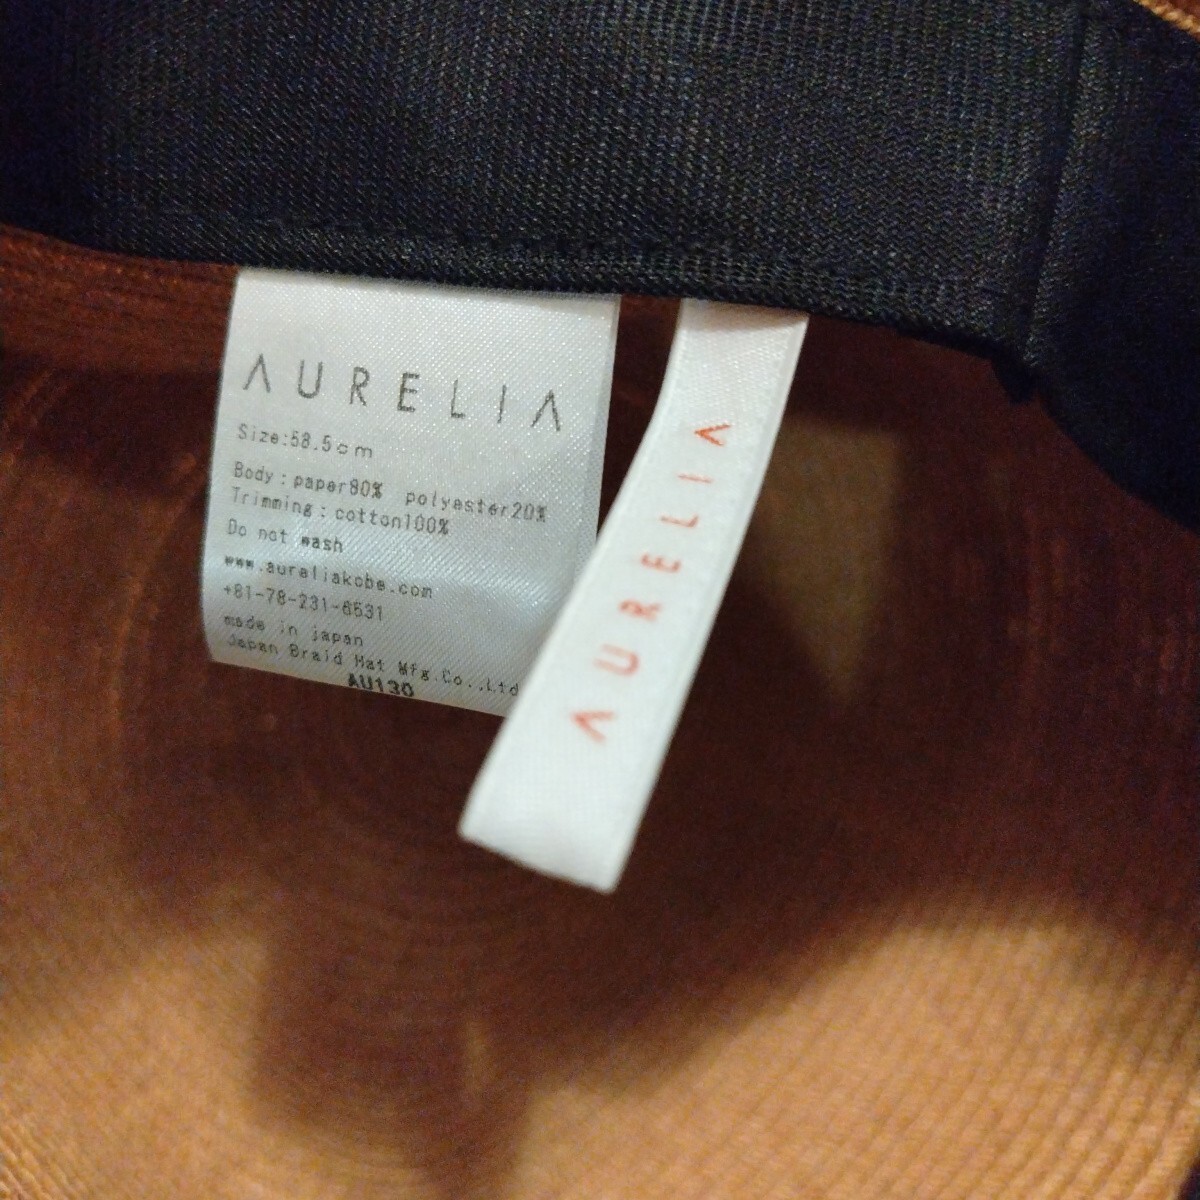 AURELIA
Size:58.5cm
Body:paper80% polyester20%
Trimming:cotton100%
Do not wash
www.aureliakobe.com
+81-78-231-6531
made in japan
Japan Braid Hat Mfg.Co.,Ltd
AU130
AURELIA